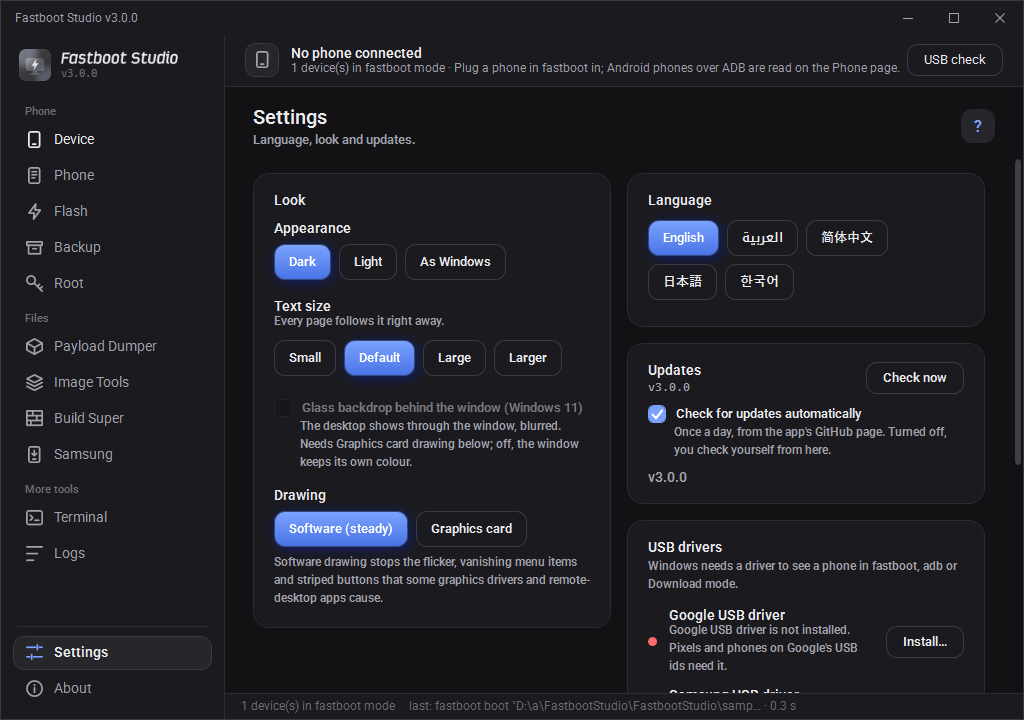 Fastboot Studio v3.0.0
Fastboot Studio
v3.0.0
Phone
Device
Phone
Flash
Backup
Root
Files
Payload Dumper
Image Tools
Build Super
Samsung
More tools
Terminal
Logs
Settings
About
No phone connected
1 device(s) in fastboot mode · Plug a phone in fastboot in; Android phones over ADB are read on the Phone page.
USB check
Settings
Language, look and updates.
?
Look
Appearance
Dark
Light
As Windows
Text size
Every page follows it right away.
Small
Default
Large
Larger
Glass backdrop behind the window (Windows 11)
The desktop shows through the window, blurred.
Needs Graphics card drawing below; off, the window
keeps its own colour.
Drawing
Software (steady)
Graphics card
Software drawing stops the flicker, vanishing menu items
and striped buttons that some graphics drivers and remote-
desktop apps cause.
Language
English
العربية
简体中文
日本語
한국어
Updates
v3.0.0
Check now
Check for updates automatically
Once a day, from the app's GitHub page. Turned off,
you check yourself from here.
v3.0.0
USB drivers
Windows needs a driver to see a phone in fastboot, adb or
Download mode.
Google USB driver
Google USB driver is not installed.
Pixels and phones on Google's USB
ids need it.
Install…
Samsung USB driver
1 device(s) in fastboot mode
last: fastboot boot "D:\a\FastbootStudio\FastbootStudio\samp… · 0.3 s